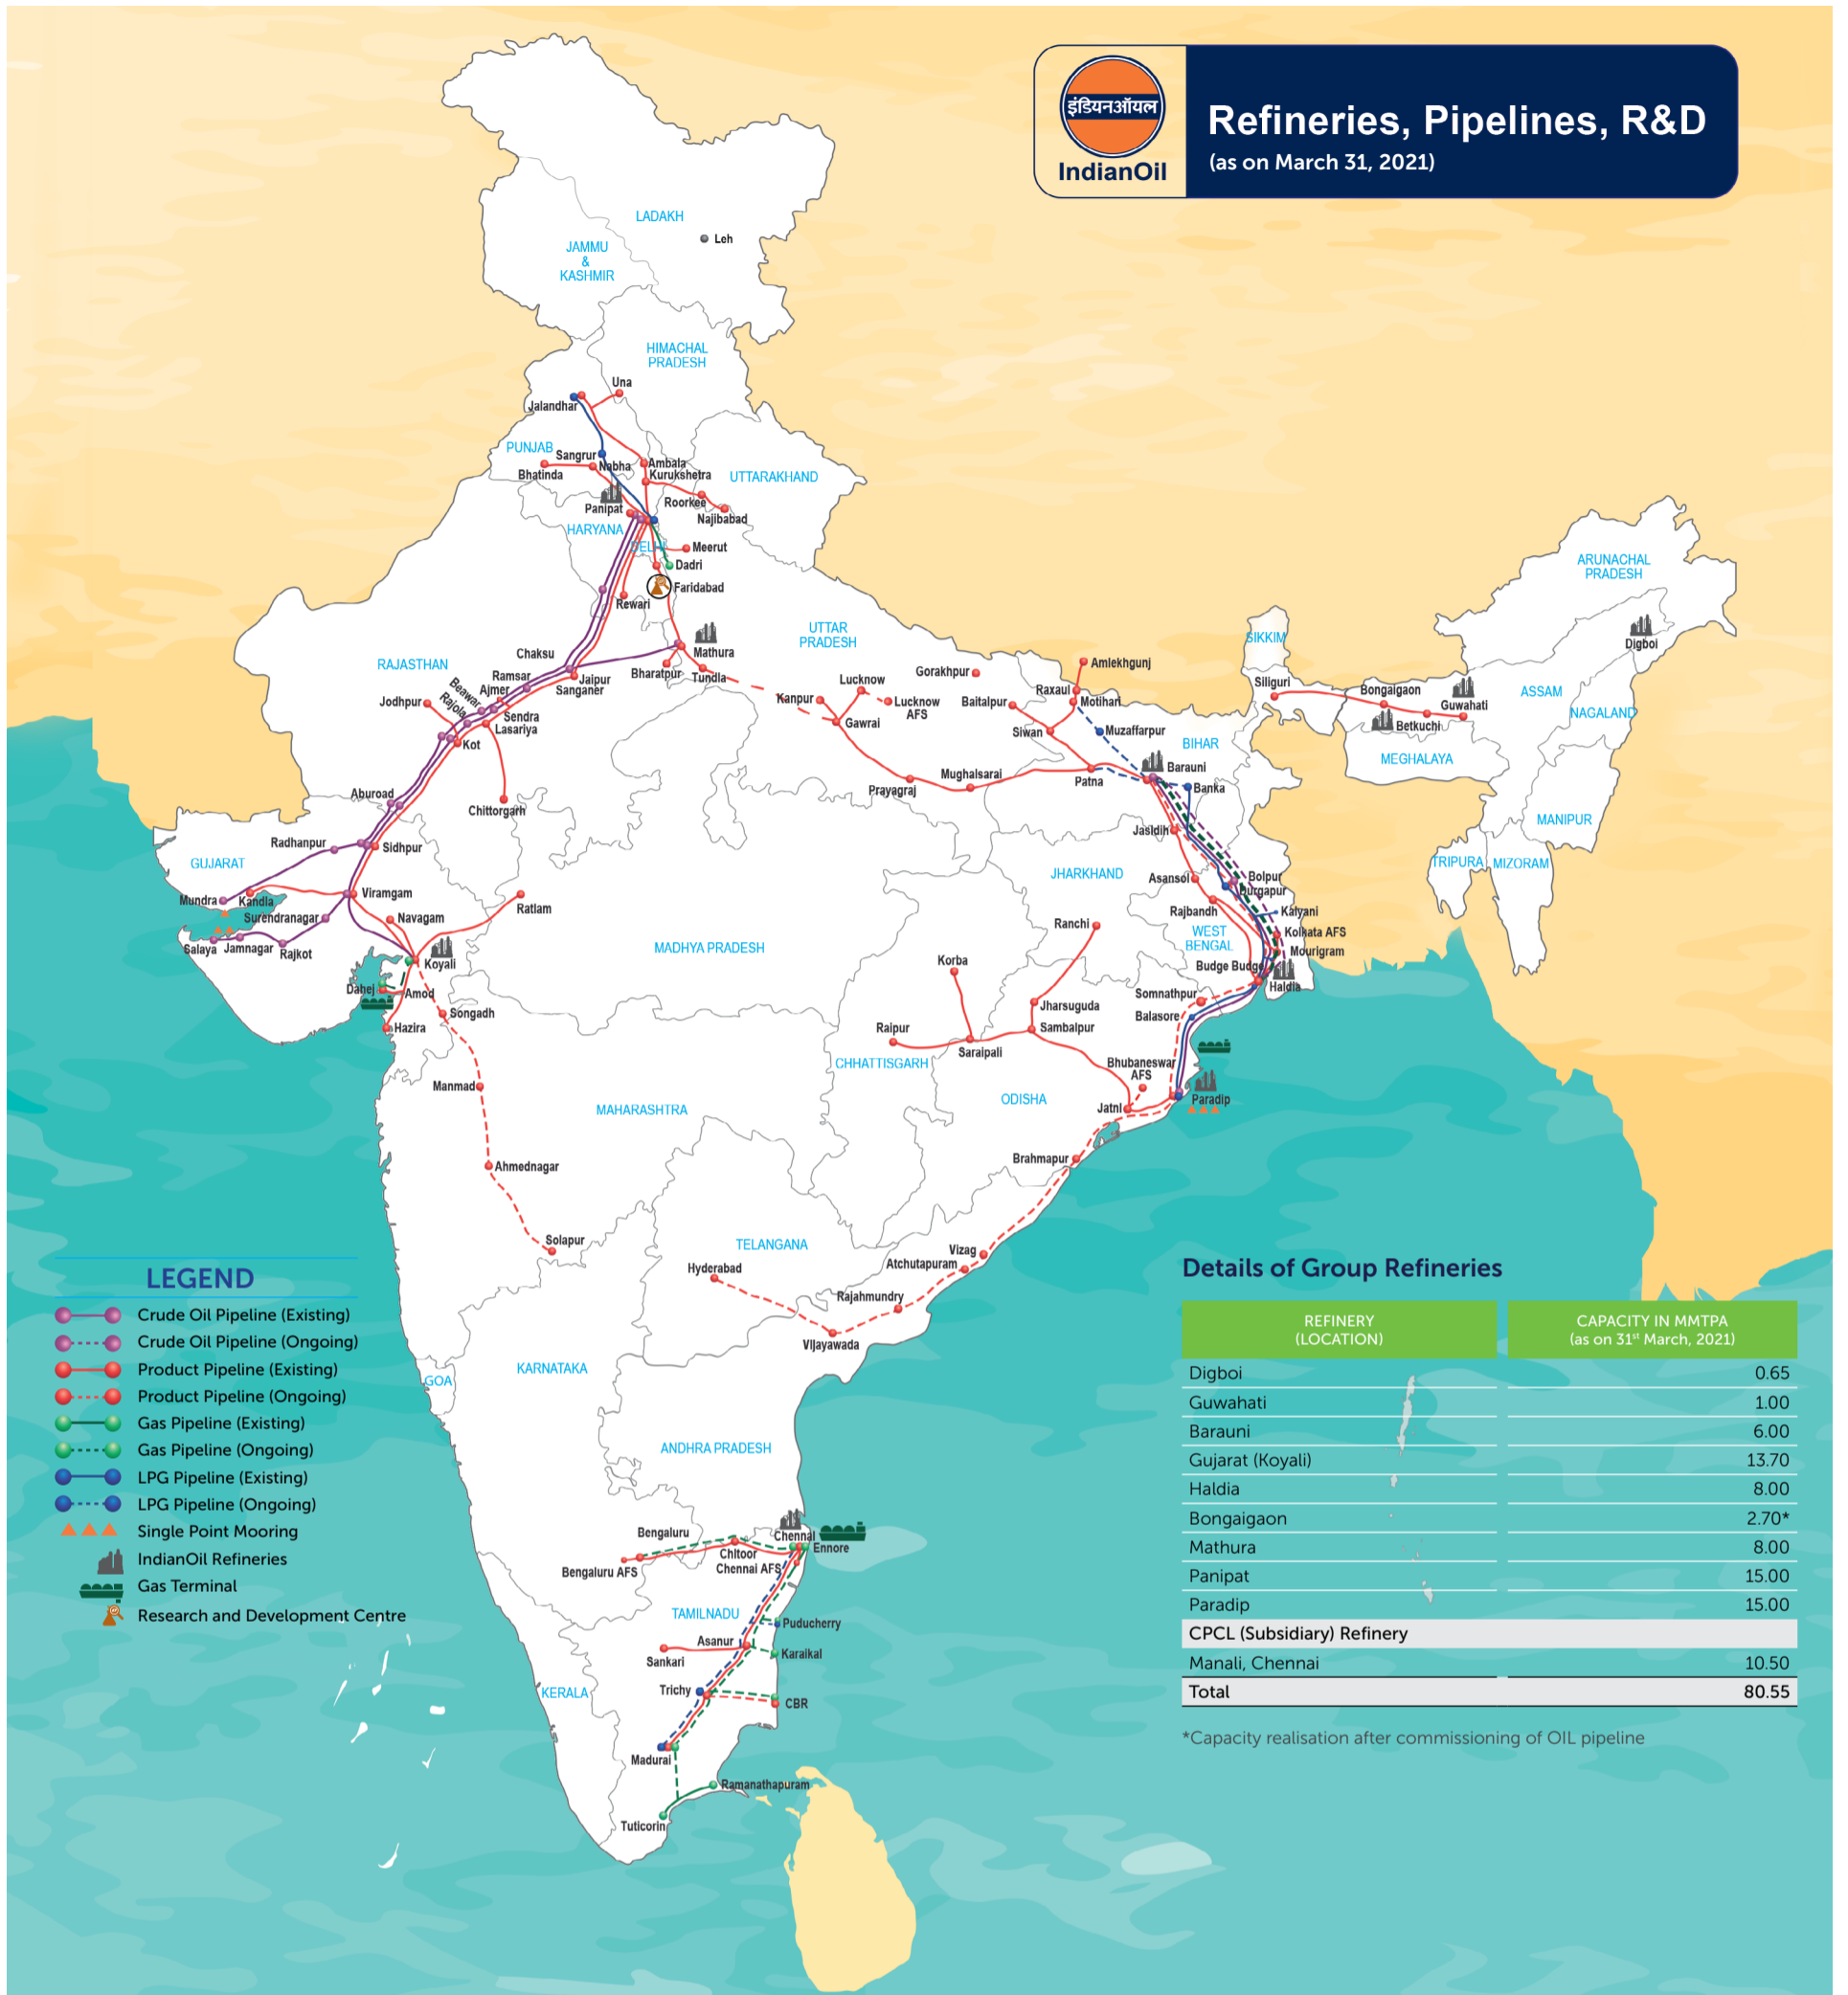 इंडियनऑयल
IndianOil
Refineries, Pipelines, R&D
(as on March 31, 2021)
LADAKH
Leh
JAMMU
&
KASHMIR
HIMACHAL
PRADESH
Una
Jalandhar
PUNJAB
Sangrur
Nabha
Bhatinda
Ambala
Kurukshetra
UTTARAKHAND
Roorkee
Najibabad
Panipat
HARYANA
DELHI
Meerut
Dadri
Faridabad
Rewari
Mathura
Bharatpur
Tundla
UTTAR
PRADESH
RAJASTHAN
Chaksu
Ramsar
Ajmer
Beawar
Rajola
Jodhpur
Jaipur
Sanganer
Sendra
Lasariya
Kot
Chittorgarh
Aburoad
Gorakhpur
Lucknow
Lucknow
AFS
Kanpur
Gawrai
Prayagraj
Mughalsarai
Baitalpur
Siwan
Amlekhgunj
Raxaul
Motihari
Muzaffarpur
Patna
BIHAR
Barauni
Banka
SIKKIM
Siliguri
Bongaigaon
Guwahati
Betkuchi
ARUNACHAL
PRADESH
Digboi
ASSAM
NAGALAND
MEGHALAYA
MANIPUR
TRIPURA
MIZORAM
Radhanpur
Sidhpur
GUJARAT
Mundra
Kandla
Viramgam
Surendranagar
Navagam
Ratlam
Salaya
Jamnagar
Rajkot
Koyali
Dahej
Amod
Songadh
Hazira
MADHYA PRADESH
Jasidih
JHARKHAND
Asansol
Bolpur
Durgapur
Rajbandh
Kalyani
WEST
BENGAL
Kolkata AFS
Mourigram
Budge Budge
Haldia
Ranchi
Korba
Somnathpur
Balasore
Jharsuguda
Sambalpur
Raipur
Saraipali
CHHATTISGARH
Bhubaneswar
AFS
ODISHA
Jatni
Paradip
Brahmapur
Manmad
MAHARASHTRA
Ahmednagar
Solapur
TELANGANA
Hyderabad
Vizag
Atchutapuram
Rajahmundry
Vijayawada
KARNATAKA
GOA
ANDHRA PRADESH
Bengaluru
Bengaluru AFS
Chitoor
Chennai
Chennai AFS
Ennore
TAMILNADU
Puducherry
Asanur
Karaikal
Sankari
Trichy
CBR
KERALA
Madurai
Ramanathapuram
Tuticorin
LEGEND
Crude Oil Pipeline (Existing)
Crude Oil Pipeline (Ongoing)
Product Pipeline (Existing)
Product Pipeline (Ongoing)
Gas Pipeline (Existing)
Gas Pipeline (Ongoing)
LPG Pipeline (Existing)
LPG Pipeline (Ongoing)
Single Point Mooring
IndianOil Refineries
Gas Terminal
Research and Development Centre
Details of Group Refineries
REFINERY
(LOCATION)
CAPACITY IN MMTPA
(as on 31st March, 2021)
Digboi 0.65
Guwahati 1.00
Barauni 6.00
Gujarat (Koyali) 13.70
Haldia 8.00
Bongaigaon 2.70*
Mathura 8.00
Panipat 15.00
Paradip 15.00
CPCL (Subsidiary) Refinery
Manali, Chennai 10.50
Total 80.55
*Capacity realisation after commissioning of OIL pipeline